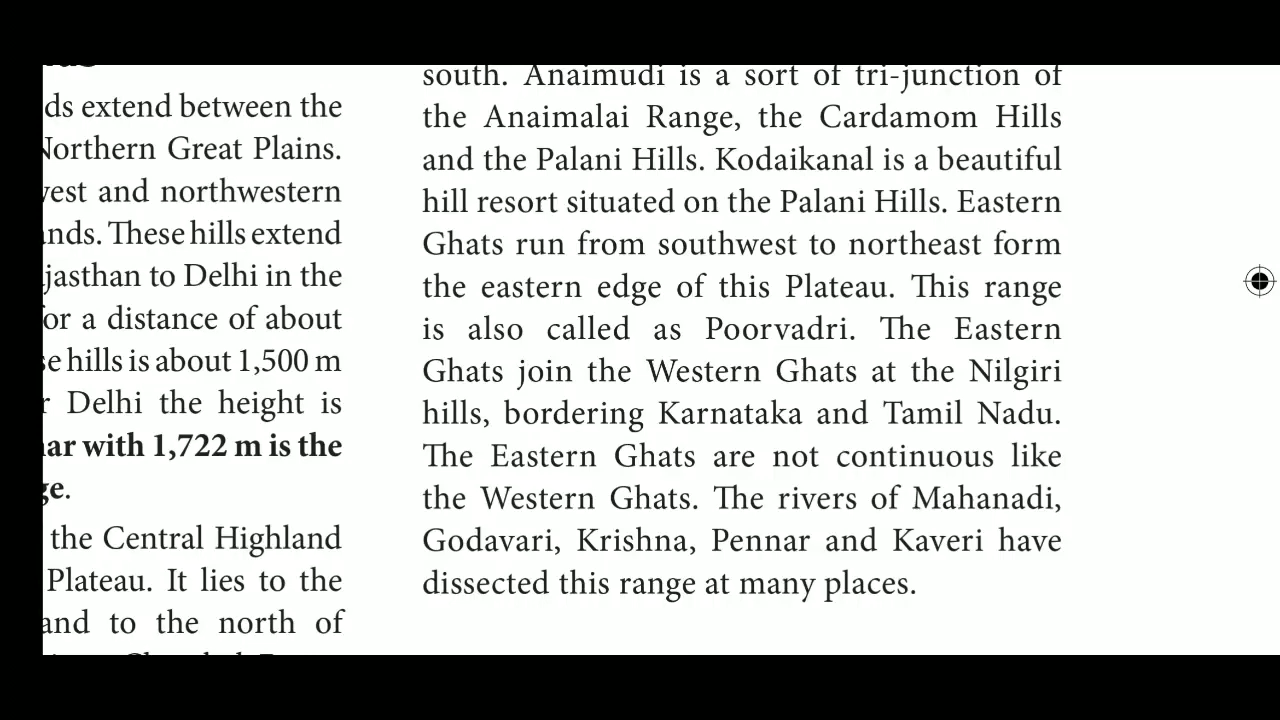 extend between the
Northern Great Plains.
and northwestern
These hills extend
to Delhi in the
for a distance of about
hills is about 1,500 m
Delhi the height is
with 1,722 m is the
the Central Highland
Plateau. It lies to the
and to the north of
south. Anaimudi is a sort of tri-junction of
the Anaimalai Range, the Cardamom Hills
and the Palani Hills. Kodaikanal is a beautiful
hill resort situated on the Palani Hills. Eastern
Ghats run from southwest to northeast form
the eastern edge of this Plateau. This range
is also called as Poorvadri. The Eastern
Ghats join the Western Ghats at the Nilgiri
hills, bordering Karnataka and Tamil Nadu.
The Eastern Ghats are not continuous like
the Western Ghats. The rivers of Mahanadi,
Godavari, Krishna, Pennar and Kaveri have
dissected this range at many places.